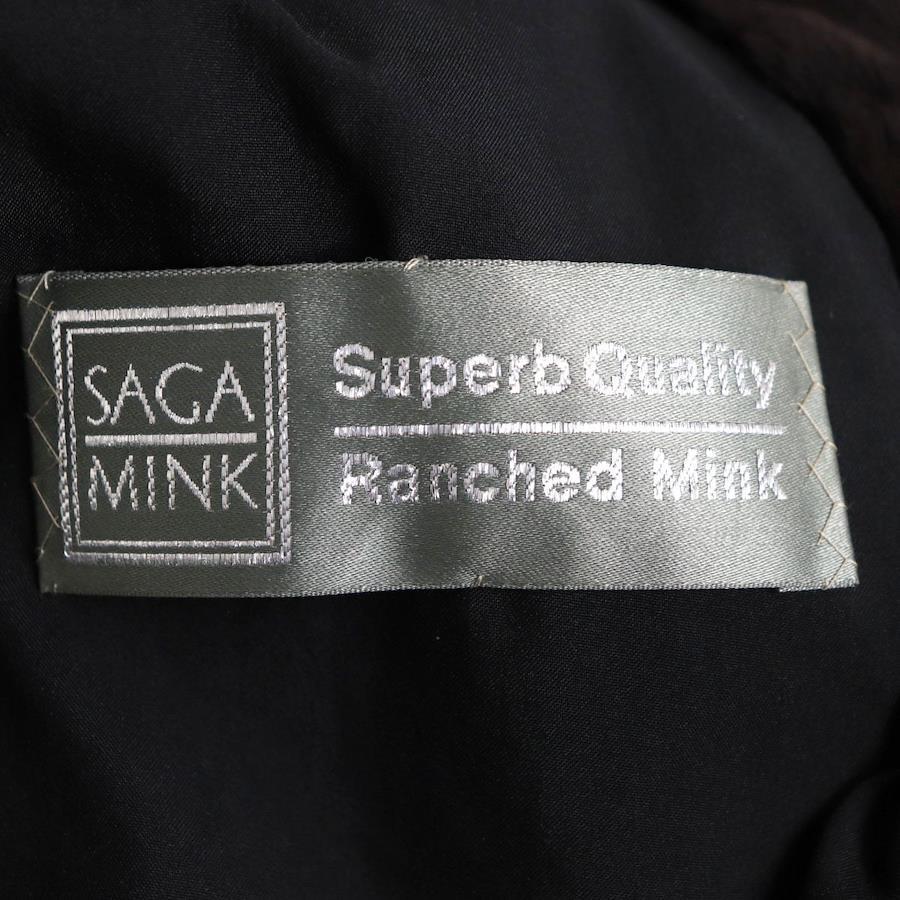 SAGA
MINK
Superb Quality
Ranched Mink